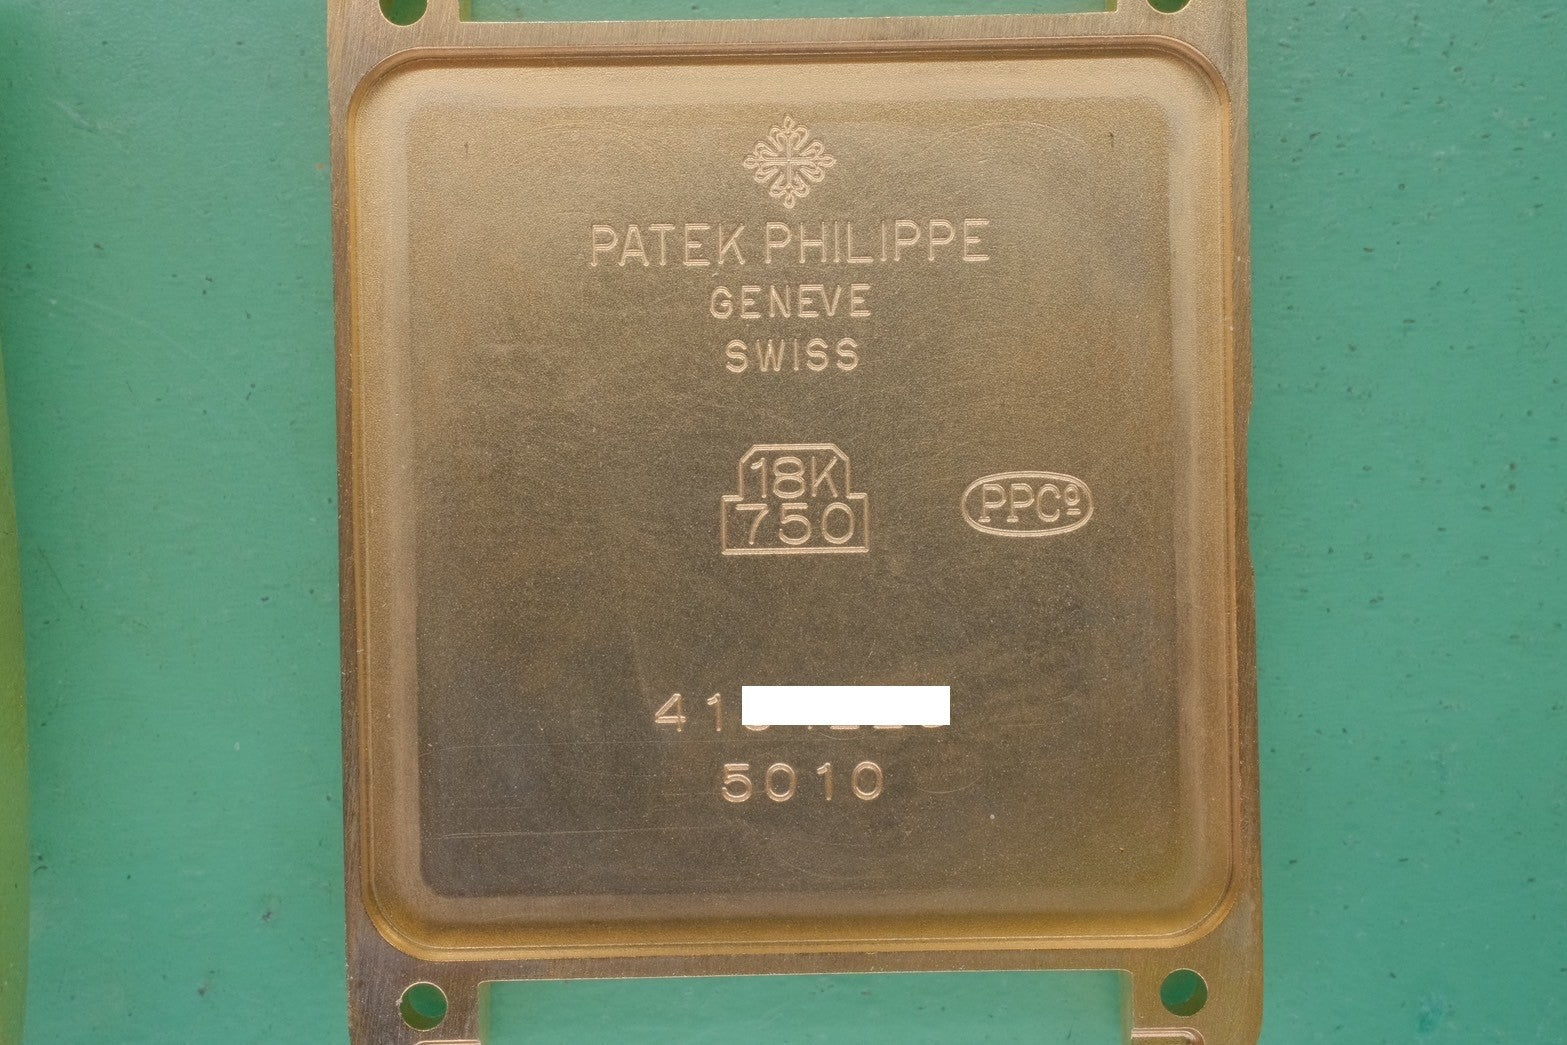 PATEK PHILIPPE
GENEVE
SWISS
18K
750
PPCº
41
5010